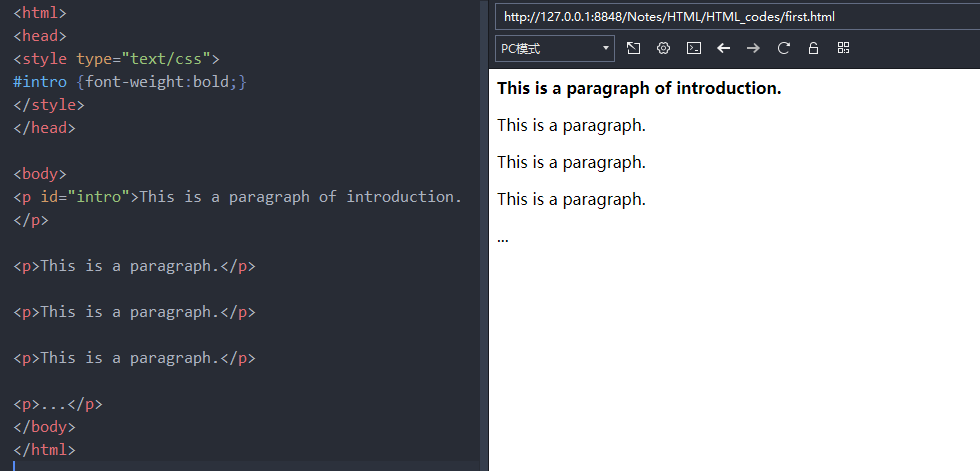 <html>
<head>
<style type="text/css">
#intro {font-weight:bold;}
</style>
</head>
<body>
<p id="intro">This is a paragraph of introduction.
</p>
<p>This is a paragraph.</p>
<p>This is a paragraph.</p>
<p>This is a paragraph.</p>
<p>...</p>
</body>
</html>
http://127.0.0.1:8848/Notes/HTML/HTML_codes/first.html
PC模式
This is a paragraph of introduction.
This is a paragraph.
This is a paragraph.
This is a paragraph.
...